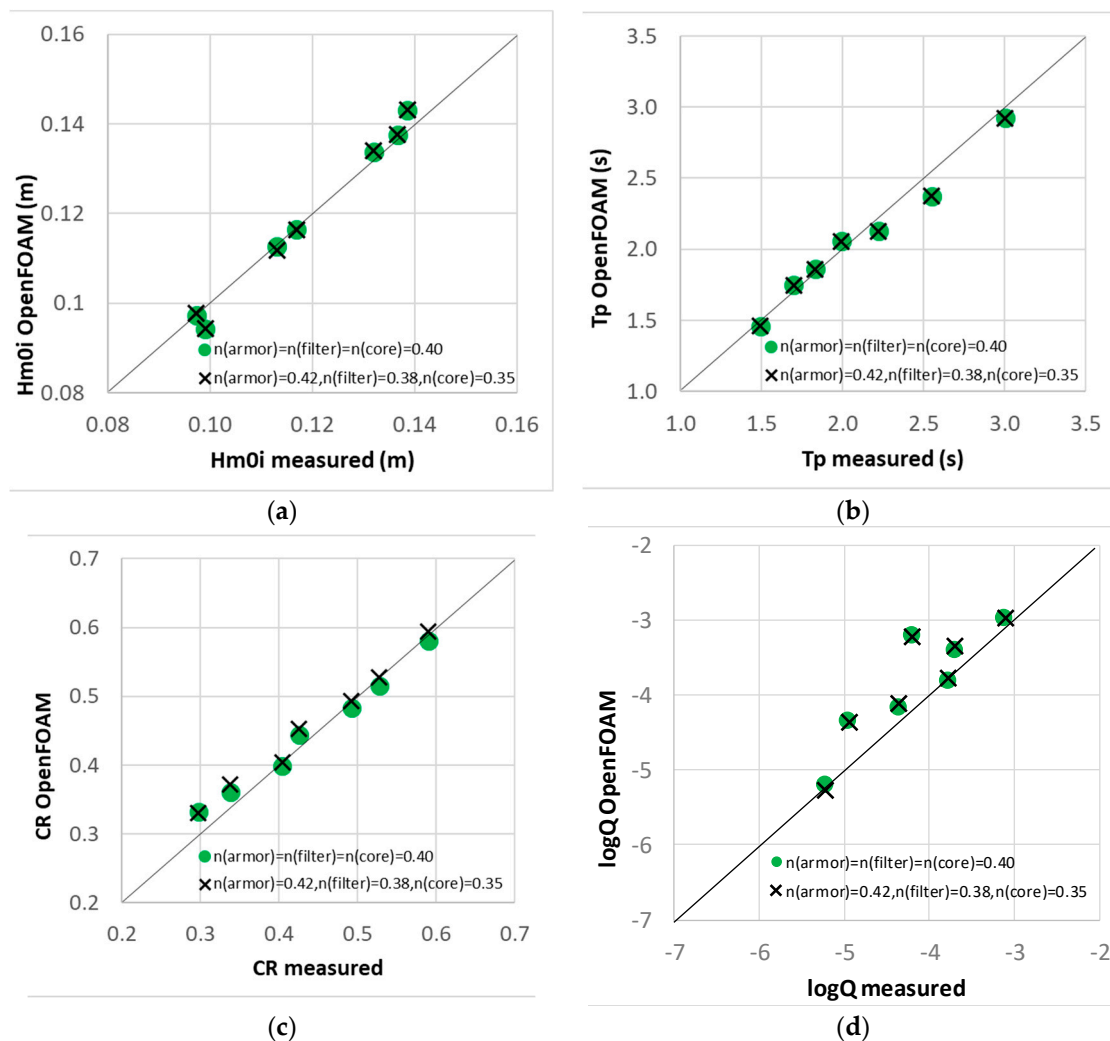 0.16
0.14
0.12
0.1
0.08
Hm0i OpenFOAM (m)
n(armor)=n(filter)=n(core)=0.40
n(armor)=0.42,n(filter)=0.38,n(core)=0.35
0.08 0.10 0.12 0.14 0.16
Hm0i measured (m)
(a)
3.5
3.0
2.5
2.0
1.5
1.0
Tp OpenFOAM (s)
n(armor)=n(filter)=n(core)=0.40
n(armor)=0.42,n(filter)=0.38,n(core)=0.35
1.0 1.5 2.0 2.5 3.0 3.5
Tp measured (s)
(b)
0.7
0.6
0.5
0.4
0.3
0.2
CR OpenFOAM
n(armor)=n(filter)=n(core)=0.40
n(armor)=0.42,n(filter)=0.38,n(core)=0.35
0.2 0.3 0.4 0.5 0.6 0.7
CR measured
(c)
-2
-3
-4
-5
-6
-7
logQ OpenFOAM
n(armor)=n(filter)=n(core)=0.40
n(armor)=0.42,n(filter)=0.38,n(core)=0.35
-7 -6 -5 -4 -3 -2
logQ measured
(d)